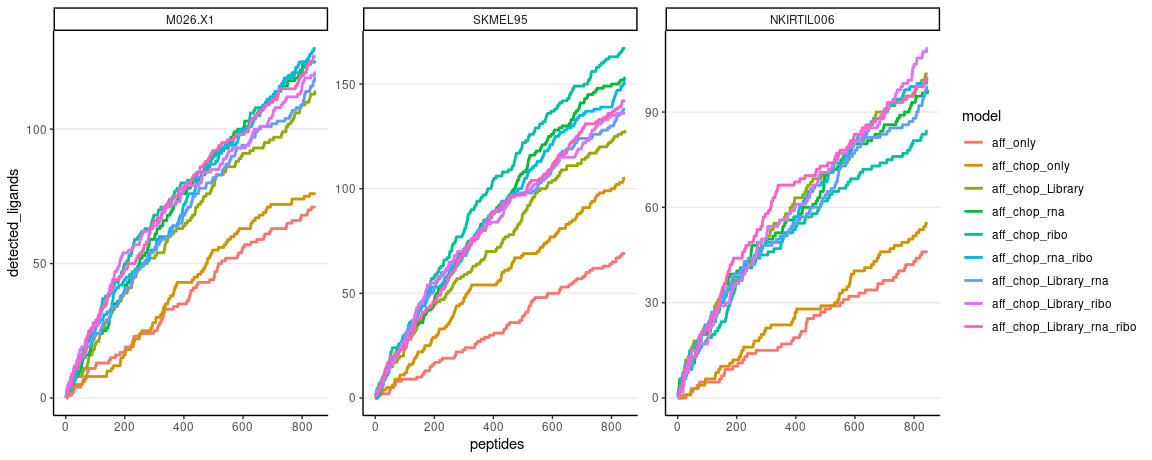 M026.X1
SKMEL95
NKIRTIL006
detected_ligands
100
50
0
150
100
50
0
90
60
30
0
0 200 400 600 800
0 200 400 600 800
0 200 400 600 800
peptides
model
aff_only
aff_chop_only
aff_chop_Library
aff_chop_rna
aff_chop_ribo
aff_chop_rna_ribo
aff_chop_Library_rna
aff_chop_Library_ribo
aff_chop_Library_rna_ribo